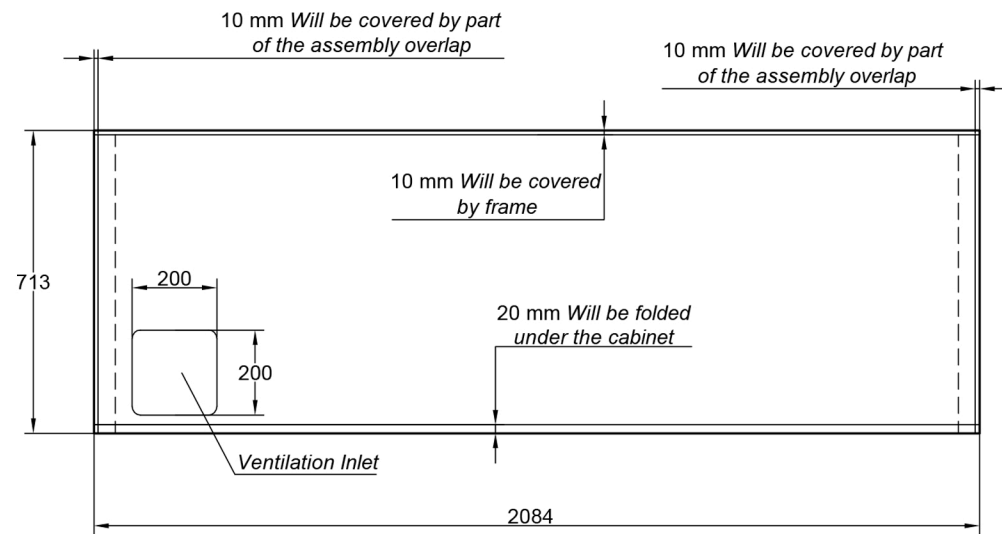 10 mm Will be covered by part
of the assembly overlap
10 mm Will be covered by part
of the assembly overlap
10 mm Will be covered
by frame
713
200
20 mm Will be folded
under the cabinet
200
Ventilation Inlet
2084